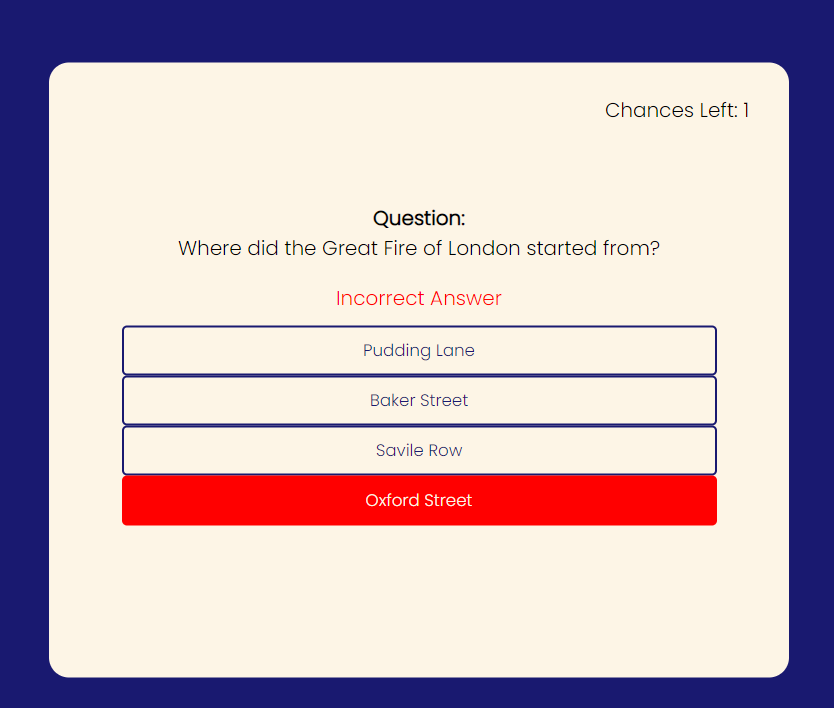 Chances Left: 1
Question:
Where did the Great Fire of London started from?
Incorrect Answer
Pudding Lane
Baker Street
Savile Row
Oxford Street